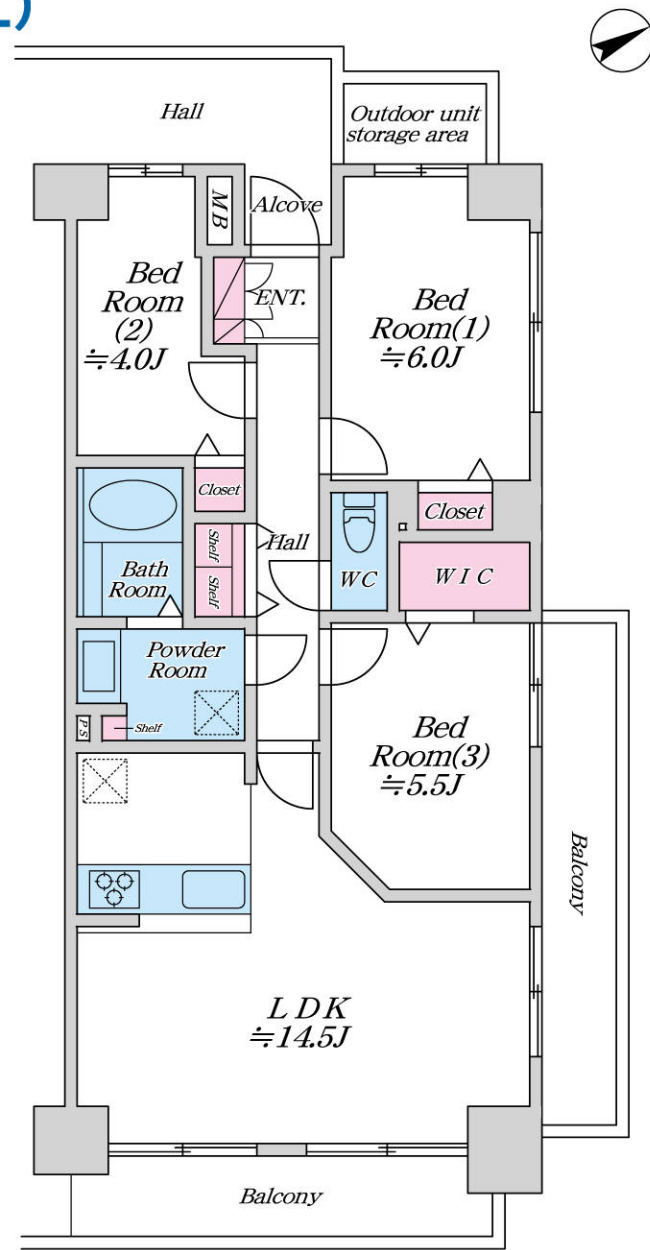 )
Hall
Outdoor unit
storage area
MB
Alcove
ENT.
Bed
Room
(2)
≒4.0J
Bed
Room(1)
≒6.0J
Closet
Closet
Shelf
Shelf
Hall
WC
WIC
Bath
Room
Powder
Room
PS
Shelf
Bed
Room(3)
≒5.5J
Balcony
LDK
≒14.5J
Balcony